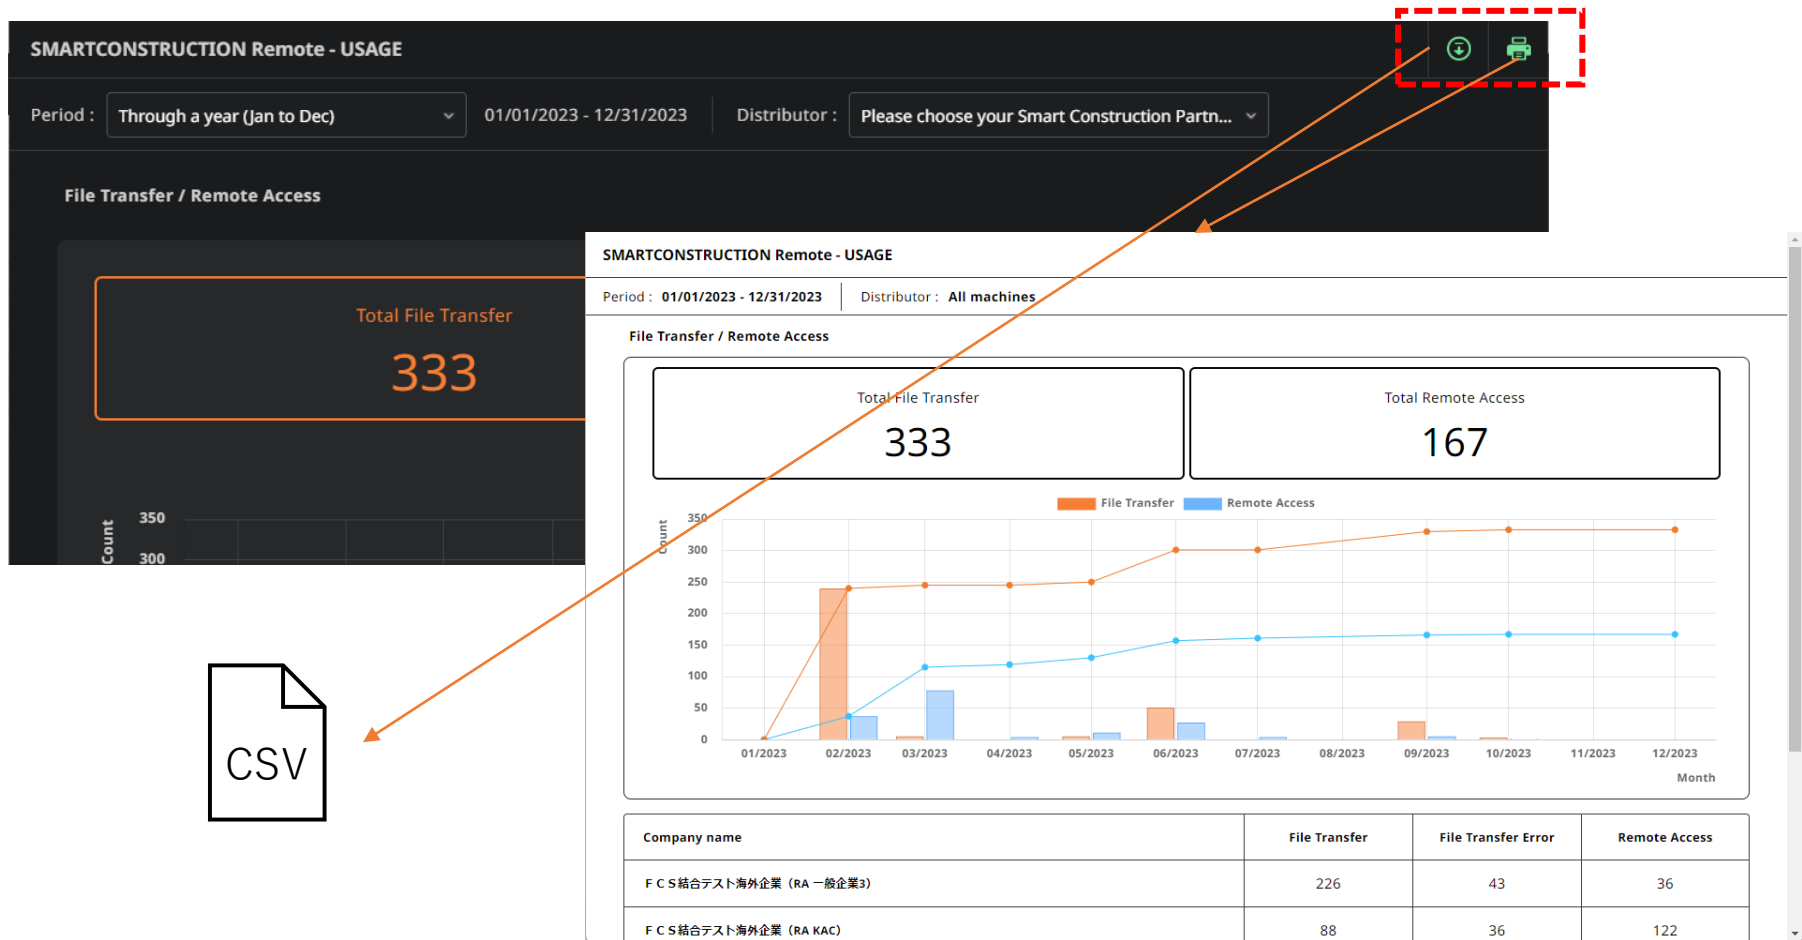 SMARTCONSTRUCTION Remote - USAGE
Period : Through a year (Jan to Dec) 01/01/2023 - 12/31/2023 Distributor : Please choose your Smart Construction Partn...
File Transfer / Remote Access
Total File Transfer
333
Count
350
300
SMARTCONSTRUCTION Remote - USAGE
Period : 01/01/2023 - 12/31/2023 Distributor : All machines
File Transfer / Remote Access
Total File Transfer
333
Total Remote Access
167
File Transfer Remote Access
Count
350
300
250
200
150
100
50
0
01/2023 02/2023 03/2023 04/2023 05/2023 06/2023 07/2023 08/2023 09/2023 10/2023 11/2023 12/2023
Month
Company name File Transfer File Transfer Error Remote Access
ＦＣＳ結合テスト海外企業（RA 一般企業3） 226 43 36
ＦＣＳ結合テスト海外企業（RA KAC） 88 36 122
CSV